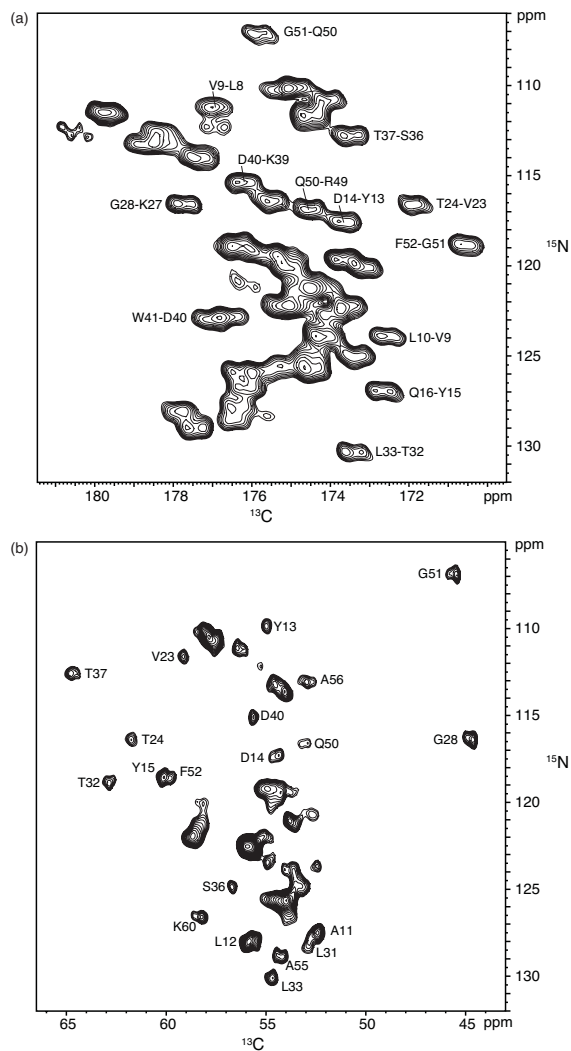 (a)
ppm
G51-Q50
V9-L8
110
T37-S36
D40-K39
115
Q50-R49
G28-K27
D14-Y13
T24-V23
F52-G51
15N
120
W41-D40
L10-V9
125
Q16-Y15
L33-T32
130
180 178 176 174 172 ppm
13C
(b)
ppm
G51
Y13
110
V23
T37
A56
D40
115
T24
Q50
G28
D14
15N
Y15 F52
T32
120
S36
125
K60
L12
A11
L31
A55
L33
130
65 60 55 50 45 ppm
13C